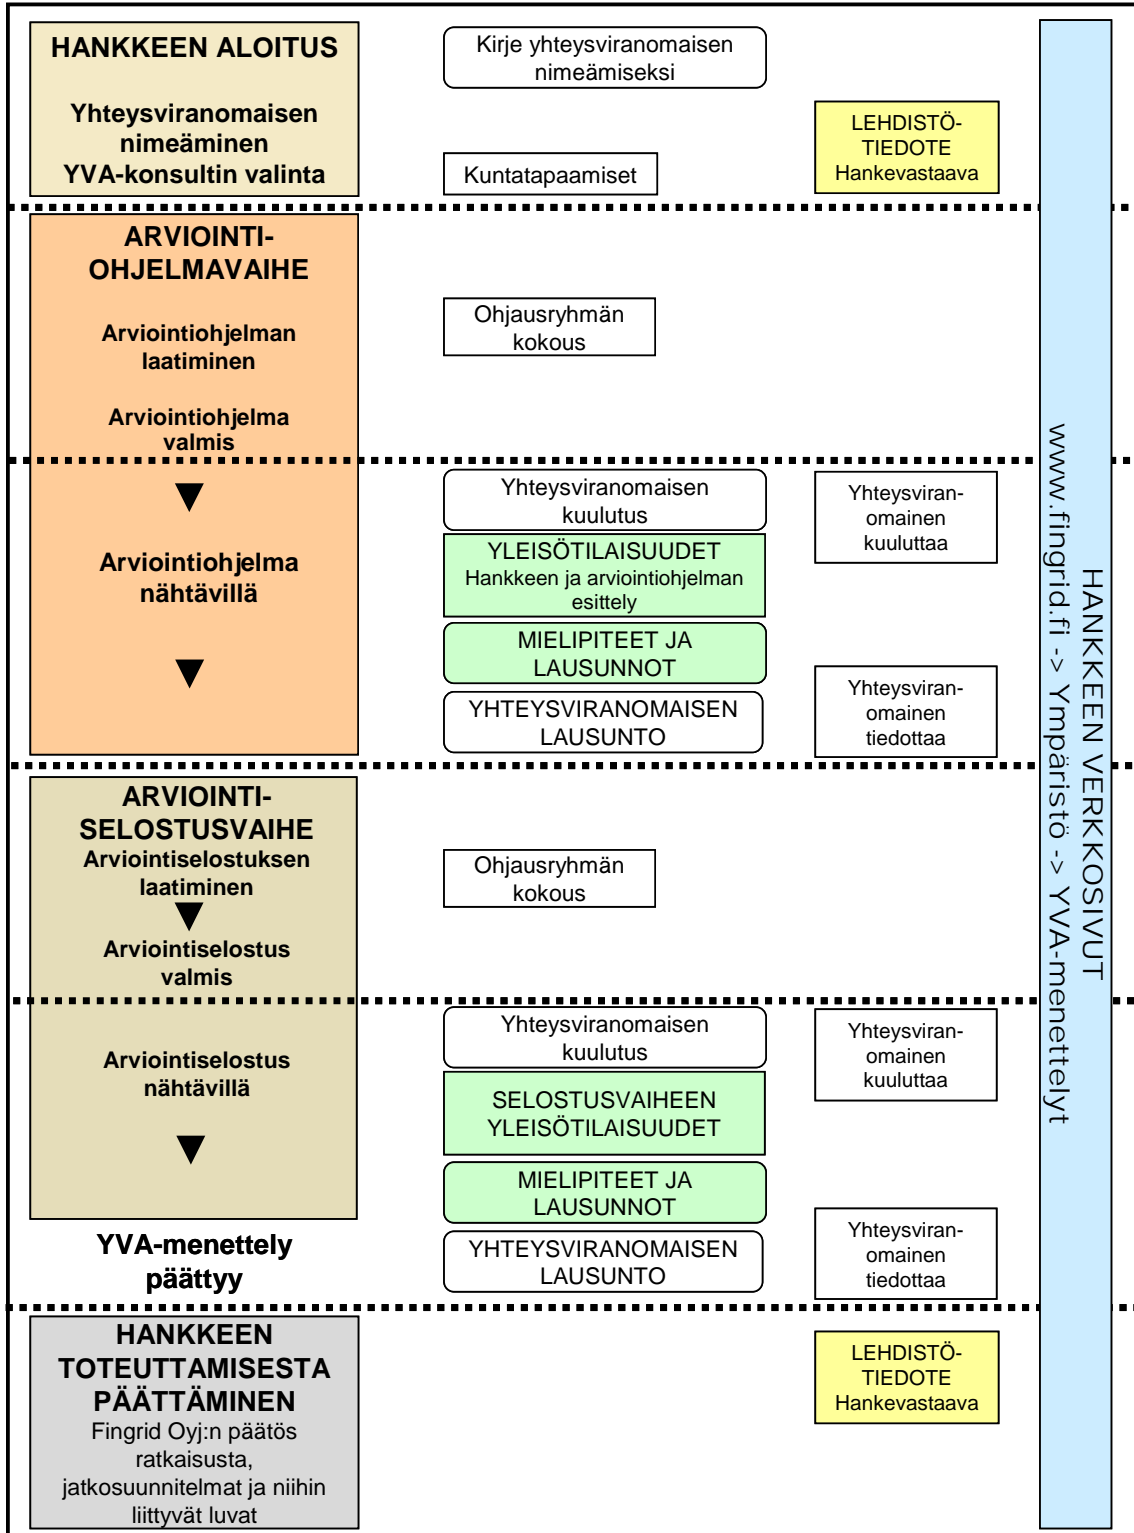 HANKKEEN ALOITUS
Yhteysviranomaisen
nimeäminen
YVA-konsultin valinta
Kirje yhteysviranomaisen
nimeämiseksi
Kuntatapaamiset
LEHDISTÖ-
TIEDOTE
Hankevastaava
ARVIOINTI-
OHJELMAVAIHE
Arviointiohjelman
laatiminen
Arviointiohjelma
valmis
Ohjausryhmän
kokous
Arviointiohjelma
nähtävillä
Yhteysviranomaisen
kuulutus
YLEISÖTILAISUUDET
Hankkeen ja arviointiohjelman
esittely
MIELIPITEET JA
LAUSUNNOT
YHTEYSVIRANOMAISEN
LAUSUNTO
Yhteysviran-
omainen
kuuluttaa
Yhteysviran-
omainen
tiedottaa
ARVIOINTI-
SELOSTUSVAIHE
Arviointiselostuksen
laatiminen
Arviointiselostus
valmis
Ohjausryhmän
kokous
Arviointiselostus
nähtävillä
Yhteysviranomaisen
kuulutus
SELOSTUSVAIHEEN
YLEISÖTILAISUUDET
MIELIPITEET JA
LAUSUNNOT
YHTEYSVIRANOMAISEN
LAUSUNTO
Yhteysviran-
omainen
kuuluttaa
Yhteysviran-
omainen
tiedottaa
YVA-menettely
päättyy
HANKKEEN
TOTEUTTAMISESTA
PÄÄTTÄMINEN
Fingrid Oyj:n päätös
ratkaisusta,
jatkosuunnitelmat ja niihin
liittyvät luvat
LEHDISTÖ-
TIEDOTE
Hankevastaava
HANKKEEN VERKKOSIVUT
www.fingrid.fi -> Ympäristö -> YVA-menettelyt